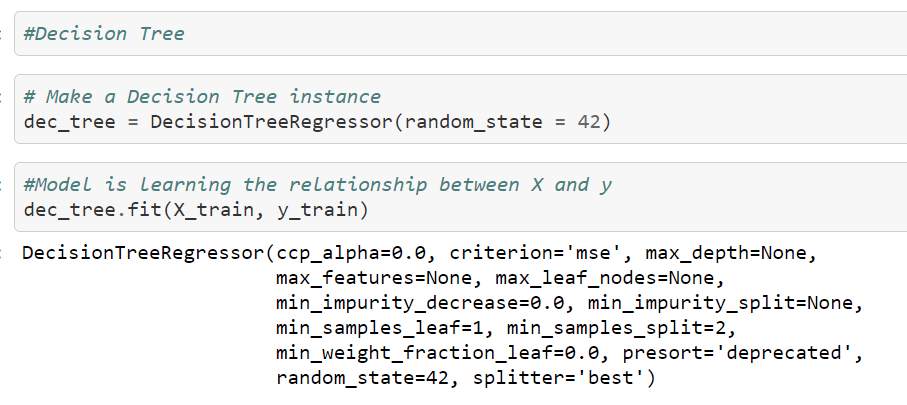 #Decision Tree
# Make a Decision Tree instance
dec_tree = DecisionTreeRegressor(random_state = 42)
#Model is learning the relationship between X and y
dec_tree.fit(X_train, y_train)
DecisionTreeRegressor(ccp_alpha=0.0, criterion='mse', max_depth=None,
max_features=None, max_leaf_nodes=None,
min_impurity_decrease=0.0, min_impurity_split=None,
min_samples_leaf=1, min_samples_split=2,
min_weight_fraction_leaf=0.0, presort='deprecated',
random_state=42, splitter='best')